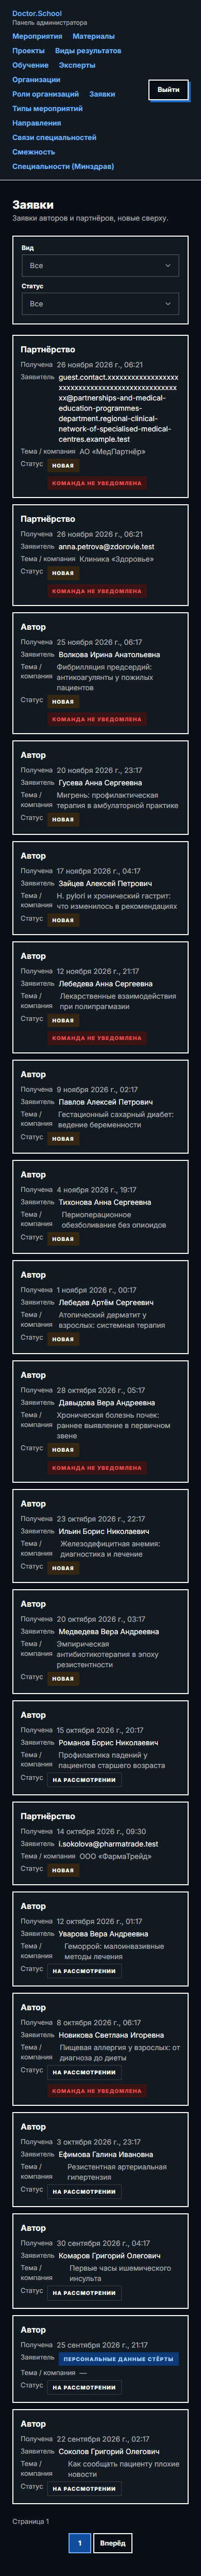 Doctor.School
Панель администратора
Мероприятия Материалы
Проекты Виды результатов
Обучение Эксперты
Организации
Роли организаций Заявки
Выйти
Типы мероприятий
Направления
Связи специальностей
Смежность
Специальности (Минздрав)
Заявки
Заявки авторов и партнёров, новые сверху.
Вид
Все
Статус
Все
Партнёрство
Получена 26 ноября 2026 г., 06:21
Заявитель guest.contact.xxxxxxxxxxxxxxxxxx
Тема / компания АО «МедПартнёр»
xx@partnerships-and-medical-
education-programmes-
department.regional-clinical-
network-of-specialised-medical-
centres.example.test
Статус НОВАЯ
КОМАНДА НЕ УВЕДОМЛЕНА
Партнёрство
Получена 26 ноября 2026 г., 06:21
Заявитель anna.petrova@zdorovie.test
Тема / компания Клиника «Здоровье»
Статус НОВАЯ
КОМАНДА НЕ УВЕДОМЛЕНА
Автор
Получена 25 ноября 2026 г., 06:17
Заявитель Волкова Ирина Анатольевна
Тема / Фибрилляция предсердий:
компания антикоагулянты у пожилых
пациентов
Статус НОВАЯ
КОМАНДА НЕ УВЕДОМЛЕНА
Автор
Получена 20 ноября 2026 г., 23:17
Заявитель Гусева Анна Сергеевна
Тема / Мигрень: профилактическая
компания терапия в амбулаторной практике
Статус НОВАЯ
Автор
Получена 17 ноября 2026 г., 04:17
Заявитель Зайцев Алексей Петрович
Тема / H. pylori и хронический гастрит:
компания что изменилось в рекомендациях
Статус НОВАЯ
Автор
Получена 12 ноября 2026 г., 21:17
Заявитель Лебедева Анна Сергеевна
Тема / Лекарственные взаимодействия
компания при полипрагмазии
Статус НОВАЯ
КОМАНДА НЕ УВЕДОМЛЕНА
Автор
Получена 9 ноября 2026 г., 02:17
Заявитель Павлов Алексей Петрович
Тема / Гестационный сахарный диабет:
компания ведение беременности
Статус НОВАЯ
Автор
Получена 4 ноября 2026 г., 19:17
Заявитель Тихонова Анна Сергеевна
Тема / Периоперационное
компания обезболивание без опиоидов
Статус НОВАЯ
Автор
Получена 1 ноября 2026 г., 00:17
Заявитель Лебедев Артём Сергеевич
Тема / Атопический дерматит у
компания взрослых: системная терапия
Статус НОВАЯ
Автор
Получена 28 октября 2026 г., 05:17
Заявитель Давыдова Вера Андреевна
Тема / Хроническая болезнь почек:
компания раннее выявление в первичном
звене
Статус НОВАЯ
КОМАНДА НЕ УВЕДОМЛЕНА
Автор
Получена 23 октября 2026 г., 22:17
Заявитель Ильин Борис Николаевич
Тема / Железодефицитная анемия:
компания диагностика и лечение
Статус НОВАЯ
Автор
Получена 20 октября 2026 г., 03:17
Заявитель Медведева Вера Андреевна
Тема / Эмпирическая
компания антибиотикотерапия в эпоху
резистентности
Статус НОВАЯ
Автор
Получена 15 октября 2026 г., 20:17
Заявитель Романов Борис Николаевич
Тема / Профилактика падений у
компания пациентов старшего возраста
Статус НА РАССМОТРЕНИИ
Партнёрство
Получена 14 октября 2026 г., 09:30
Заявитель i.sokolova@pharmatrade.test
Тема / компания ООО «ФармаТрейд»
Статус НОВАЯ
Автор
Получена 12 октября 2026 г., 01:17
Заявитель Уварова Вера Андреевна
Тема / Геморрой: малоинвазивные
компания методы лечения
Статус НА РАССМОТРЕНИИ
Автор
Получена 8 октября 2026 г., 06:17
Заявитель Новикова Светлана Игоревна
Тема / Пищевая аллергия у взрослых: от
компания диагноза до диеты
Статус НА РАССМОТРЕНИИ
КОМАНДА НЕ УВЕДОМЛЕНА
Автор
Получена 3 октября 2026 г., 23:17
Заявитель Ефимова Галина Ивановна
Тема / Резистентная артериальная
компания гипертензия
Статус НА РАССМОТРЕНИИ
Автор
Получена 30 сентября 2026 г., 04:17
Заявитель Комаров Григорий Олегович
Тема / Первые часы ишемического
компания инсульта
Статус НА РАССМОТРЕНИИ
Автор
Получена 25 сентября 2026 г., 21:17
Заявитель ПЕРСОНАЛЬНЫЕ ДАННЫЕ СТЁРТЫ
Тема / компания —
Статус НА РАССМОТРЕНИИ
Автор
Получена 22 сентября 2026 г., 02:17
Заявитель Соколов Григорий Олегович
Тема / Как сообщать пациенту плохие
компания новости
Статус НА РАССМОТРЕНИИ
Страница 1
1 Вперёд